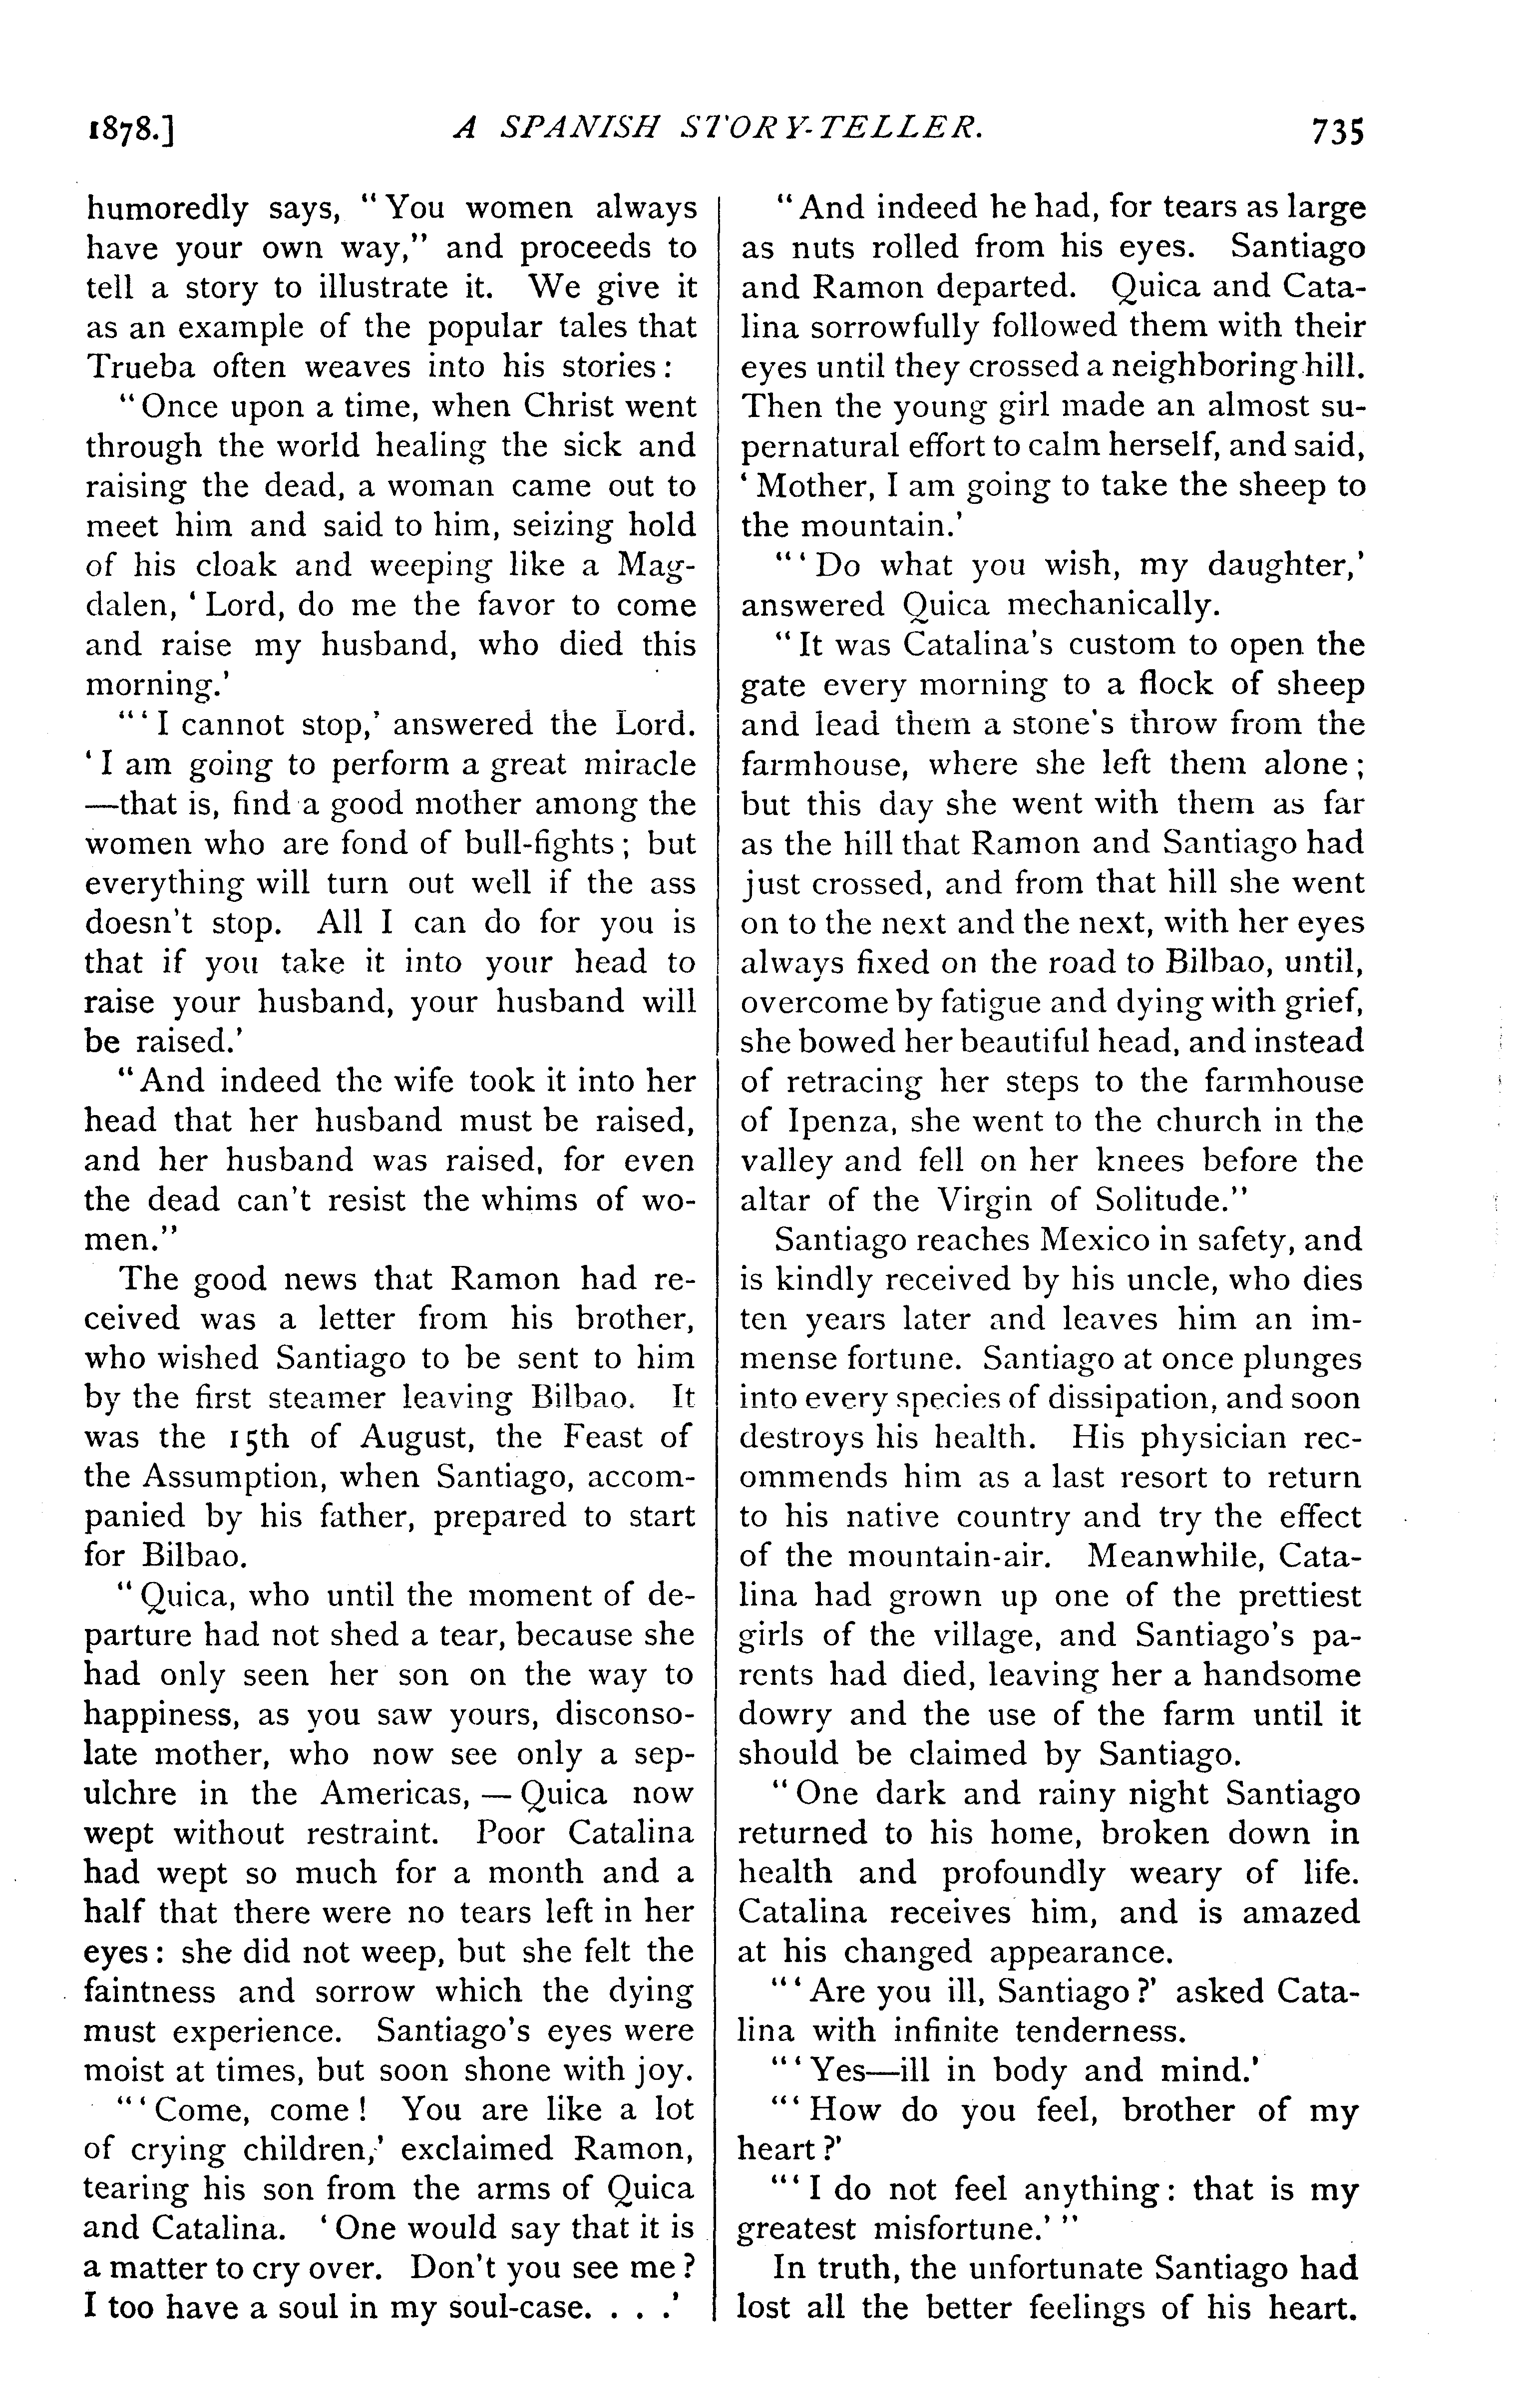 1878.] A SPANISH STORY-TELLER. 735
humoredly says, "You women always
have your own way," and proceeds to
tell a story to illustrate it. We give it
as an example of the popular tales that
Trueba often weaves into his stories:
"Once upon a time, when Christ went
through the world healing the sick and
raising the dead, a woman came out to
meet him and said to him, seizing hold
of his cloak and weeping like a Mag-
dalen, 'Lord, do me the favor to come
and raise my husband, who died this
morning.'
"'I cannot stop,' answered the Lord.
'I am going to perform a great miracle
—that is, find a good mother among the
women who are fond of bull-fights; but
everything will turn out well if the ass
doesn't stop. All I can do for you is
that if you take it into your head to
raise your husband, your husband will
be raised.'
"And indeed the wife took it into her
head that her husband must be raised,
and her husband was raised, for even
the dead can't resist the whims of wo-
men."
The good news that Ramon had re-
ceived was a letter from his brother,
who wished Santiago to be sent to him
by the first steamer leaving Bilbao. It
was the 15th of August, the Feast of
the Assumption, when Santiago, accom-
panied by his father, prepared to start
for Bilbao.
"Quica, who until the moment of de-
parture had not shed a tear, because she
had only seen her son on the way to
happiness, as you saw yours, disconso-
late mother, who now see only a sep-
ulchre in the Americas, — Quica now
wept without restraint. Poor Catalina
had wept so much for a month and a
half that there were no tears left in her
eyes: she did not weep, but she felt the
faintness and sorrow which the dying
must experience. Santiago's eyes were
moist at times, but soon shone with joy.
"'Come, come! You are like a lot
of crying children,' exclaimed Ramon,
tearing his son from the arms of Quica
and Catalina. 'One would say that it is
a matter to cry over. Don't you see me?
I too have a soul in my soul-case. . . .'
"And indeed he had, for tears as large
as nuts rolled from his eyes. Santiago
and Ramon departed. Quica and Cata-
lina sorrowfully followed them with their
eyes until they crossed a neighboring hill.
Then the young girl made an almost su-
pernatural effort to calm herself, and said,
'Mother, I am going to take the sheep to
the mountain.'
"'Do what you wish, my daughter,'
answered Quica mechanically.
"It was Catalina's custom to open the
gate every morning to a flock of sheep
and lead them a stone's throw from the
farmhouse, where she left them alone;
but this day she went with them as far
as the hill that Ramon and Santiago had
just crossed, and from that hill she went
on to the next and the next, with her eyes
always fixed on the road to Bilbao, until,
overcome by fatigue and dying with grief,
she bowed her beautiful head, and instead
of retracing her steps to the farmhouse
of Ipenza, she went to the church in the
valley and fell on her knees before the
altar of the Virgin of Solitude."
Santiago reaches Mexico in safety, and
is kindly received by his uncle, who dies
ten years later and leaves him an im-
mense fortune. Santiago at once plunges
into every species of dissipation, and soon
destroys his health. His physician rec-
ommends him as a last resort to return
to his native country and try the effect
of the mountain-air. Meanwhile, Cata-
lina had grown up one of the prettiest
girls of the village, and Santiago's pa-
rents had died, leaving her a handsome
dowry and the use of the farm until it
should be claimed by Santiago.
"One dark and rainy night Santiago
returned to his home, broken down in
health and profoundly weary of life.
Catalina receives him, and is amazed
at his changed appearance.
"'Are you ill, Santiago?' asked Cata-
lina with infinite tenderness.
"'Yes—ill in body and mind.'
"'How do you feel, brother of my
heart?'
"'I do not feel anything: that is my
greatest misfortune.'"
In truth, the unfortunate Santiago had
lost all the better feelings of his heart.